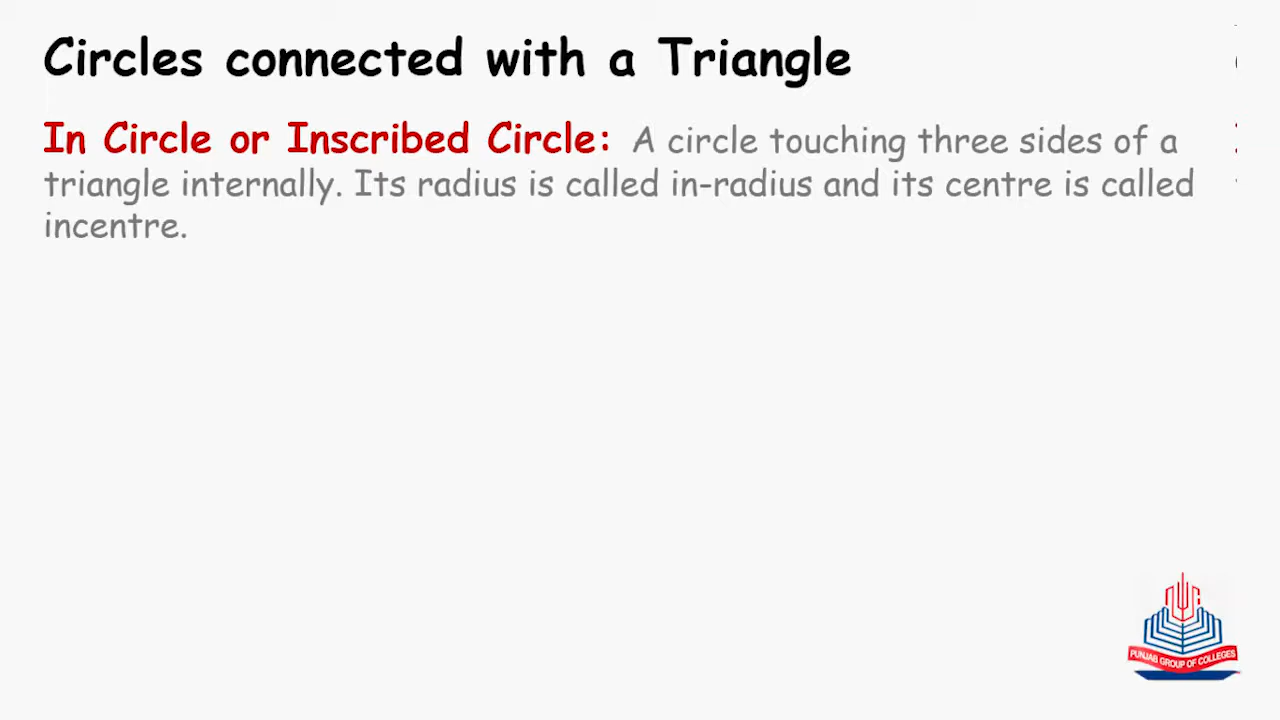 Circles connected with a Triangle
In Circle or Inscribed Circle: A circle touching three sides of a
triangle internally. Its radius is called in-radius and its centre is called
incentre.
PUNJAB GROUP OF COLLEGES